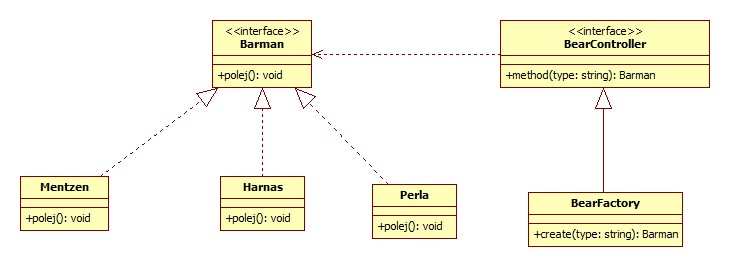 <<interface>>
Barman
+polej(): void
<<interface>>
BearController
+method(type: string): Barman
Mentzen
+polej(): void
Harnas
+polej(): void
Perla
+polej(): void
BearFactory
+create(type: string): Barman